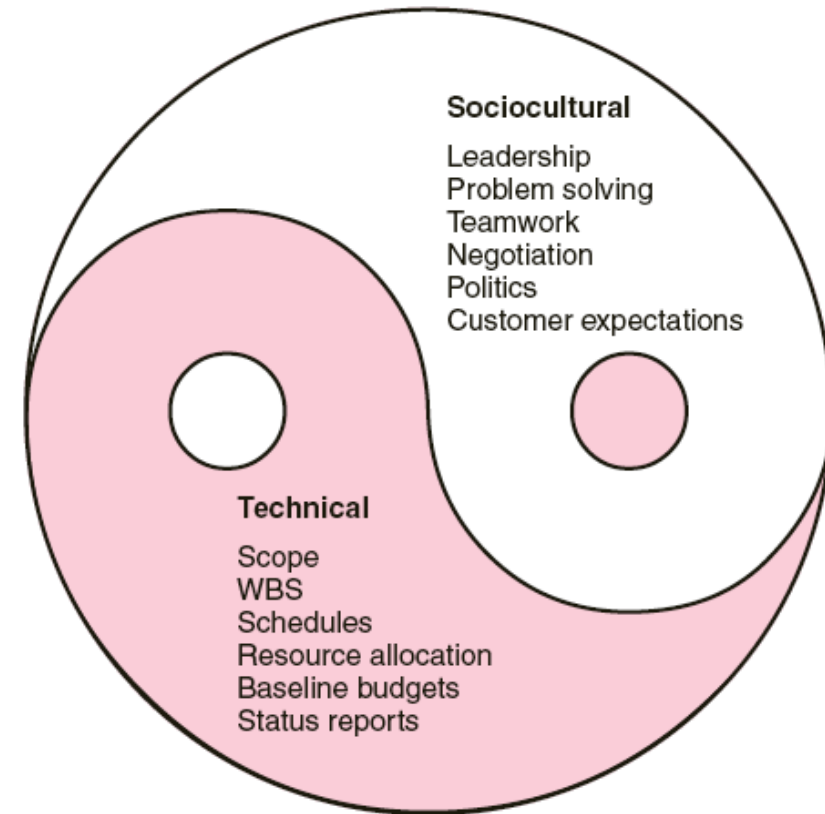 Sociocultural
Leadership
Problem solving
Teamwork
Negotiation
Politics
Customer expectations
Technical
Scope
WBS
Schedules
Resource allocation
Baseline budgets
Status reports